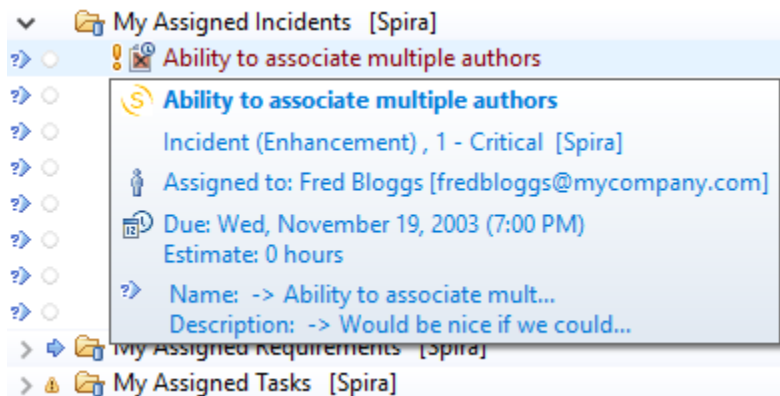 My Assigned Incidents [Spira]
Ability to associate multiple authors
Ability to associate multiple authors
Incident (Enhancement) , 1 - Critical [Spira]
Assigned to: Fred Bloggs [fredbloggs@mycompany.com]
Due: Wed, November 19, 2003 (7:00 PM)
Estimate: 0 hours
Name: -> Ability to associate mult...
Description: -> Would be nice if we could...
My Assigned Requirements [Spira]
My Assigned Tasks [Spira]